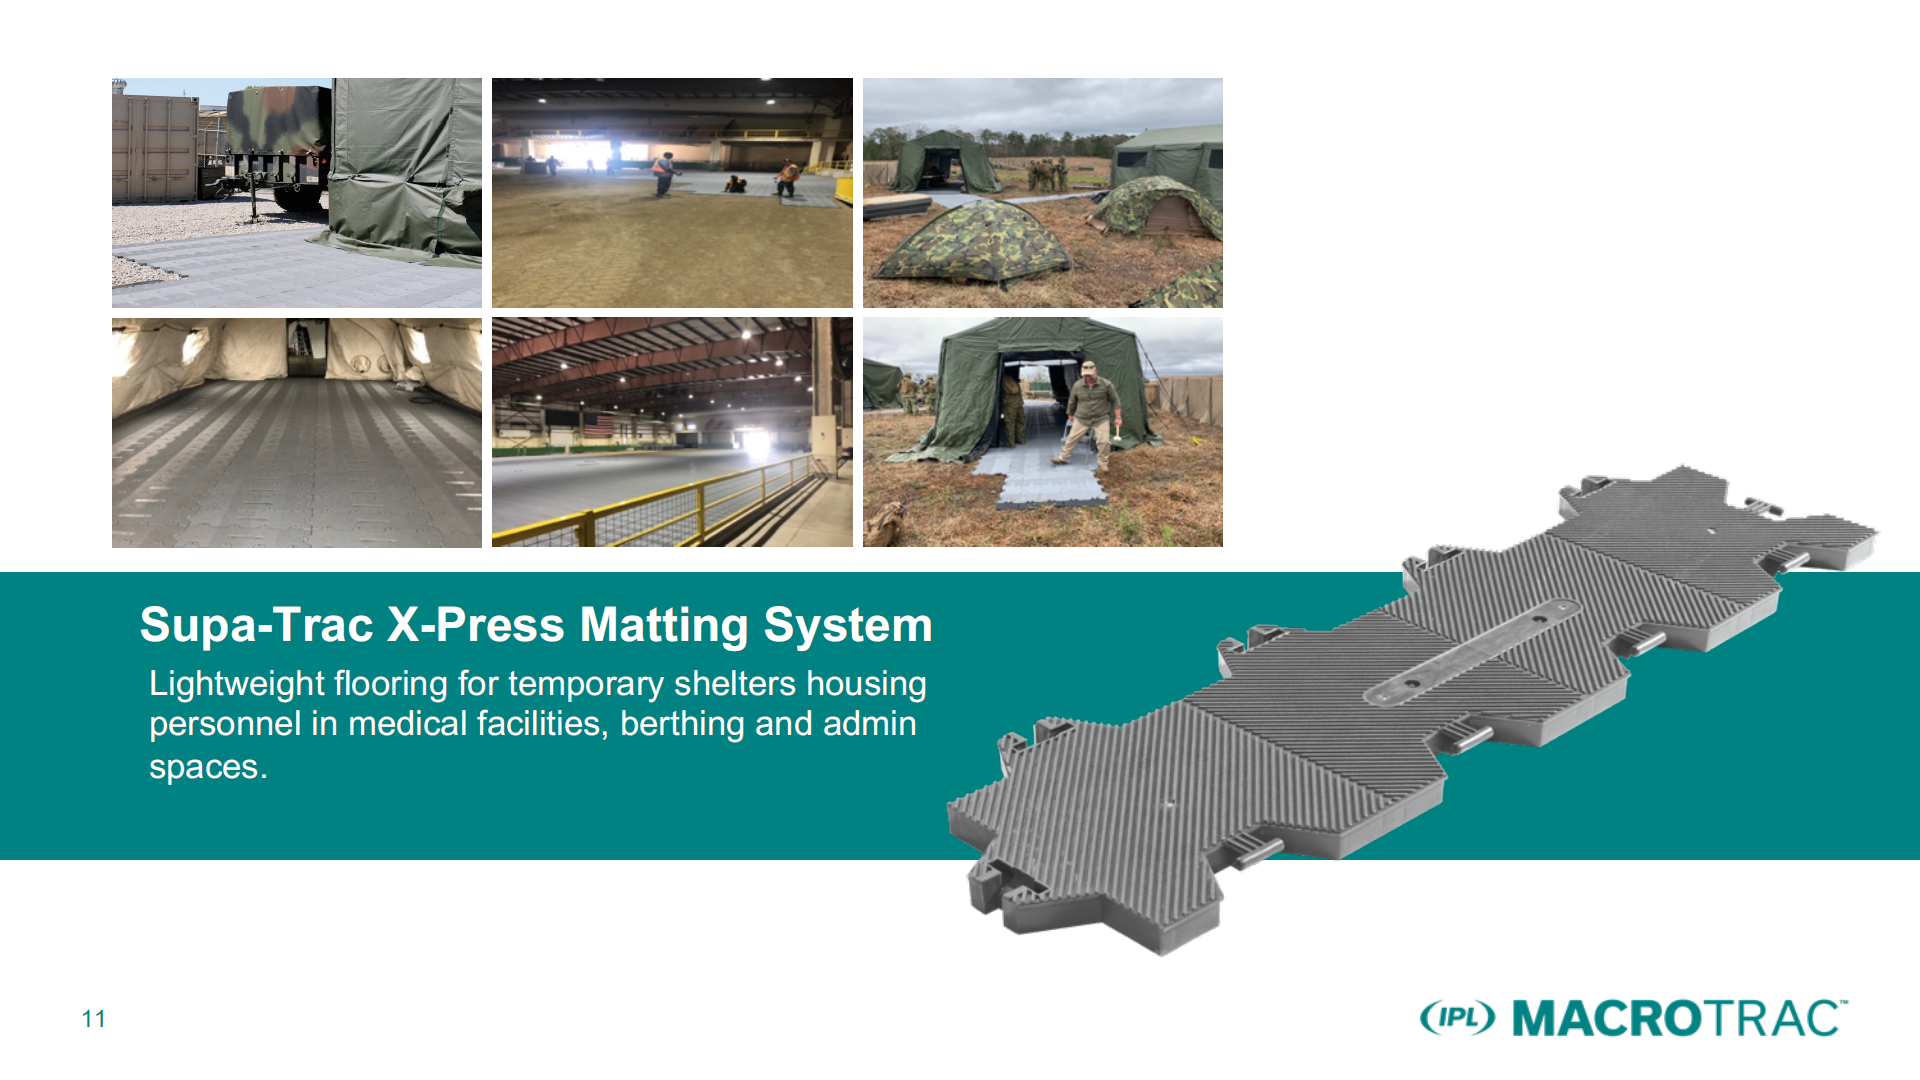 Supa-Trac X-Press Matting System
Lightweight flooring for temporary shelters housing
personnel in medical facilities, berthing and admin
spaces.
11
(IPL) MACROTRAC™